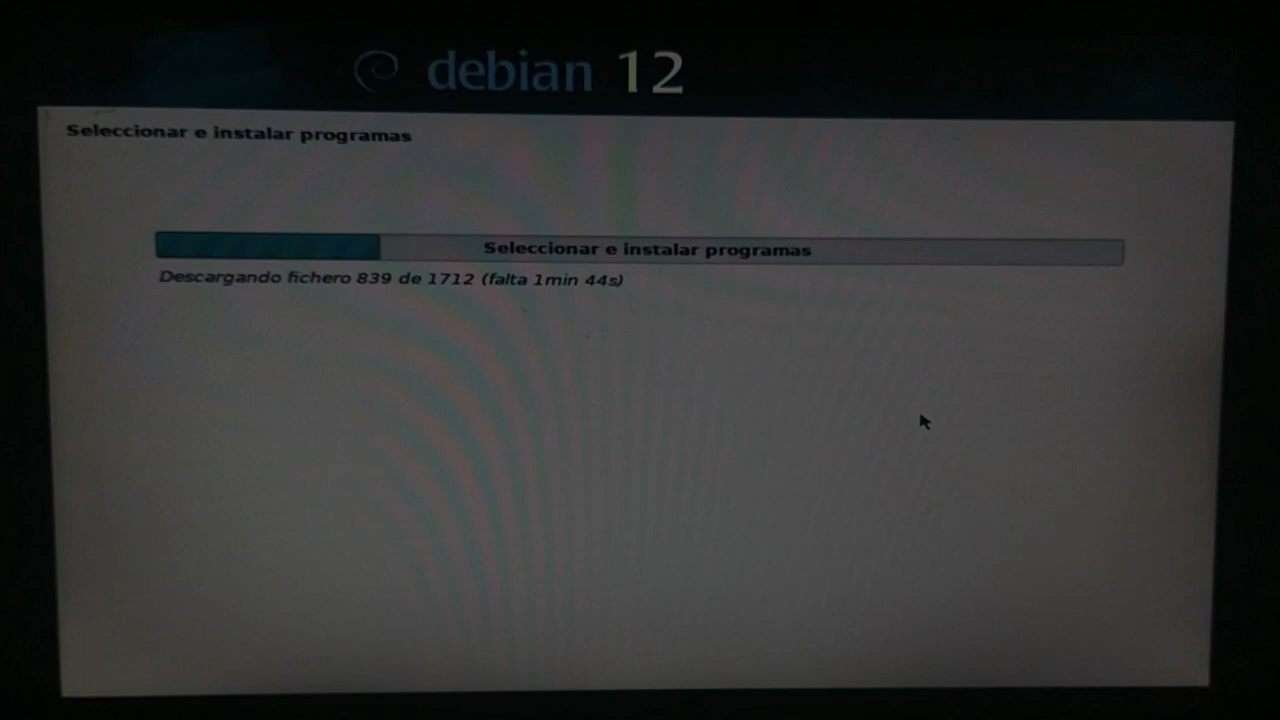 debian 12
Seleccionar e instalar programas
Seleccionar e instalar programas
Descargando fichero 839 de 1712 (falta 1min 44s)